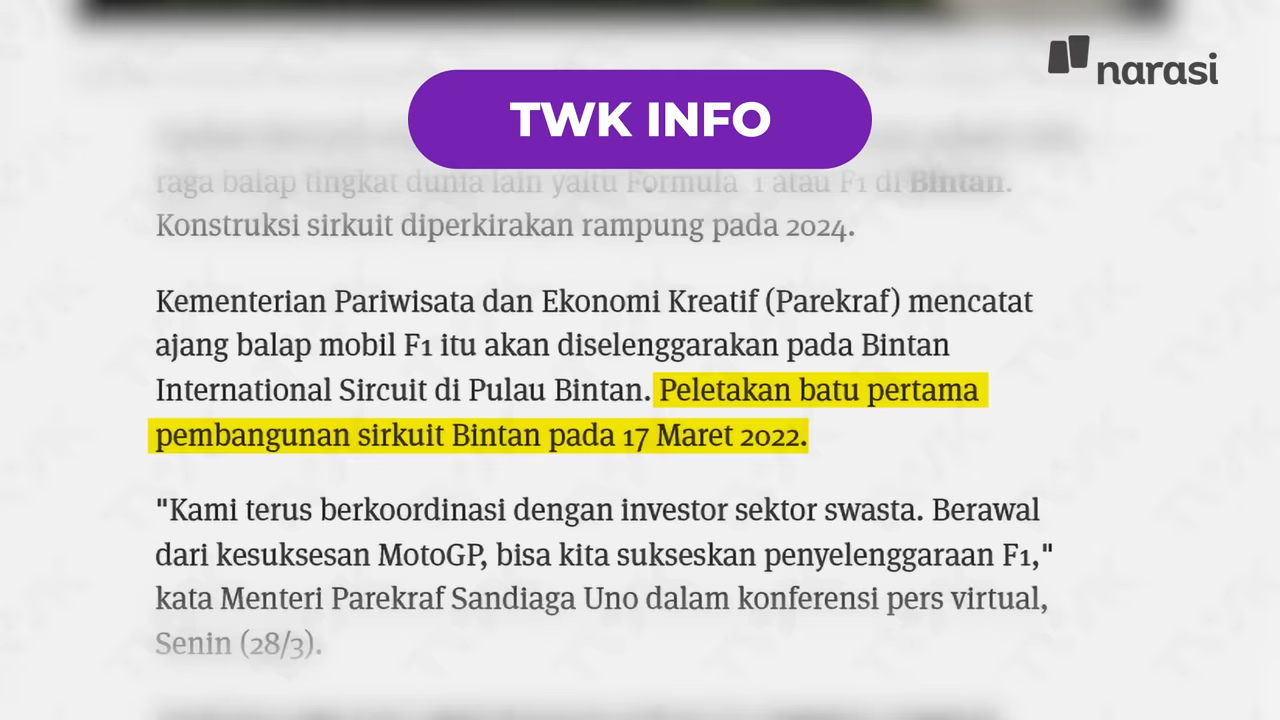 narasi
TWK INFO
raga balap tingkat dunia lain yaitu Formula 1 atau F1 di Bintan.
Konstruksi sirkuit diperkirakan rampung pada 2024.
Kementerian Pariwisata dan Ekonomi Kreatif (Parekraf) mencatat
ajang balap mobil F1 itu akan diselenggarakan pada Bintan
International Sircuit di Pulau Bintan. Peletakan batu pertama
pembangunan sirkuit Bintan pada 17 Maret 2022.
"Kami terus berkoordinasi dengan investor sektor swasta. Berawal
dari kesuksesan MotoGP, bisa kita sukseskan penyelenggaraan F1,"
kata Menteri Parekraf Sandiaga Uno dalam konferensi pers virtual,
Senin (28/3).